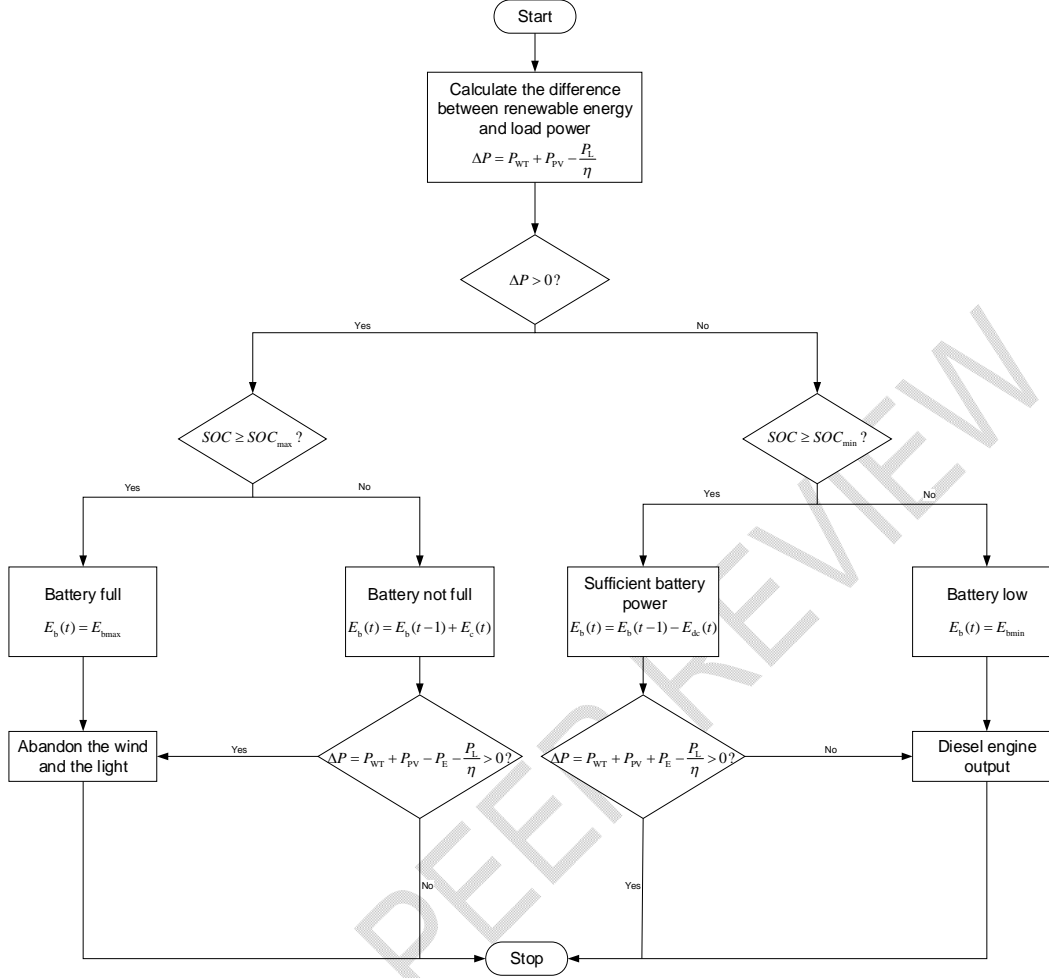 Start
Calculate the difference
between renewable energy
and load power
ΔP = P_WT + P_PV − P_L/η
ΔP > 0?
Yes
No
SOC ≥ SOC_max ?
SOC ≥ SOC_min ?
Yes
No
Yes
No
Battery full
E_b(t) = E_bmax
Battery not full
E_b(t) = E_b(t−1) + E_c(t)
Sufficient battery
power
E_b(t) = E_b(t−1) − E_dc(t)
Battery low
E_b(t) = E_bmin
Abandon the wind
and the light
Yes
ΔP = P_WT + P_PV − P_E − P_L/η > 0?
ΔP = P_WT + P_PV + P_E − P_L/η > 0?
No
Diesel engine
output
No
Yes
Stop
PEER REVIEW